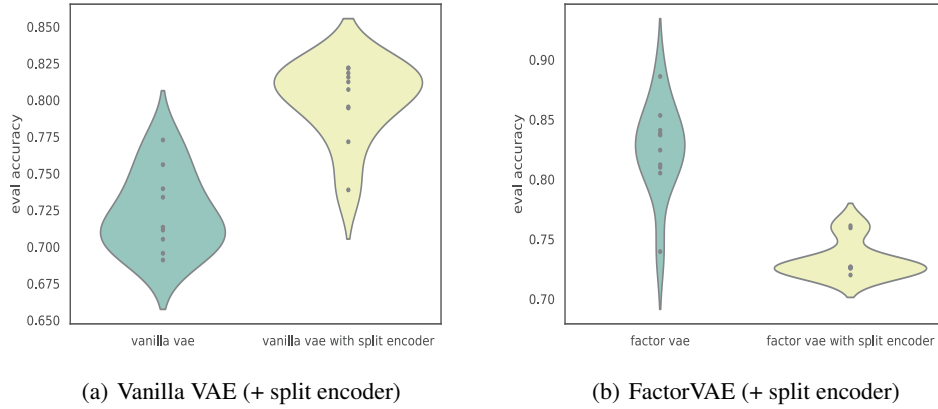 0.850
0.825
0.800
0.775
0.750
0.725
0.700
0.675
0.650
eval accuracy
vanilla vae
vanilla vae with split encoder
(a) Vanilla VAE (+ split encoder)
0.90
0.85
0.80
0.75
0.70
eval accuracy
factor vae
factor vae with split encoder
(b) FactorVAE (+ split encoder)